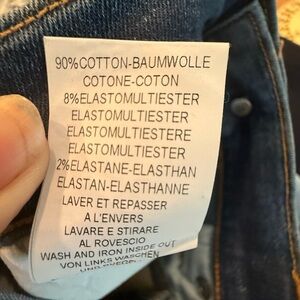 90%COTTON-BAUMWOLLE
COTONE-COTON
8%ELASTOMULTIESTER
ELASTOMULTIESTER
ELASTOMULTIESTERE
ELASTOMULTIESTER
2%ELASTANE-ELASTHAN
ELASTAN-ELASTHANNE
LAVER ET REPASSER
A L'ENVERS
LAVARE E STIRARE
AL ROVESCIO
WASH AND IRON INSIDE OUT
VON LINKS WASCHEN